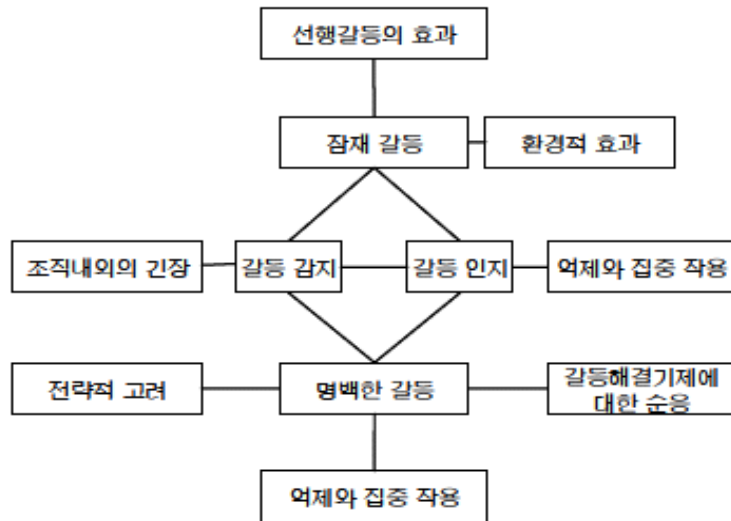 선행갈등의 효과
잠재 갈등
환경적 효과
조직내외의 긴장
갈등 감지
갈등 인지
억제와 집중 작용
전략적 고려
명백한 갈등
갈등해결기제에
대한 순응
억제와 집중 작용